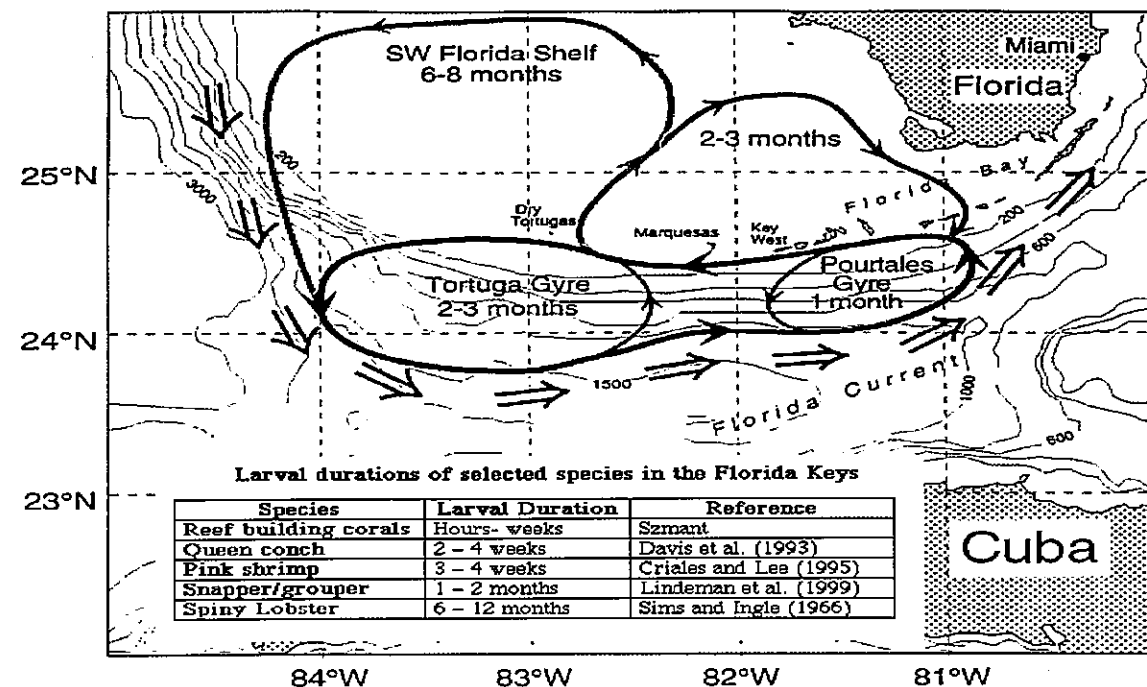 SW Florida Shelf
6-8 months
Miami
Florida
2-3 months
25°N
200
3000
Dry
Tortugas
Marquesas
Key
West
Florida Bay
200
600
Tortuga Gyre
2-3 months
Pourtales
Gyre
1 month
24°N
1500
Florida Current
1000
600
Larval durations of selected species in the Florida Keys
23°N
Species Larval Duration Reference
Reef building corals Hours- weeks Szmant
Queen conch 2 – 4 weeks Davis et al. (1993)
Pink shrimp 3 – 4 weeks Criales and Lee (1995)
Snapper/grouper 1 – 2 months Lindeman et al. (1999)
Spiny Lobster 6 – 12 months Sims and Ingle (1966)
Cuba
84°W 83°W 82°W 81°W